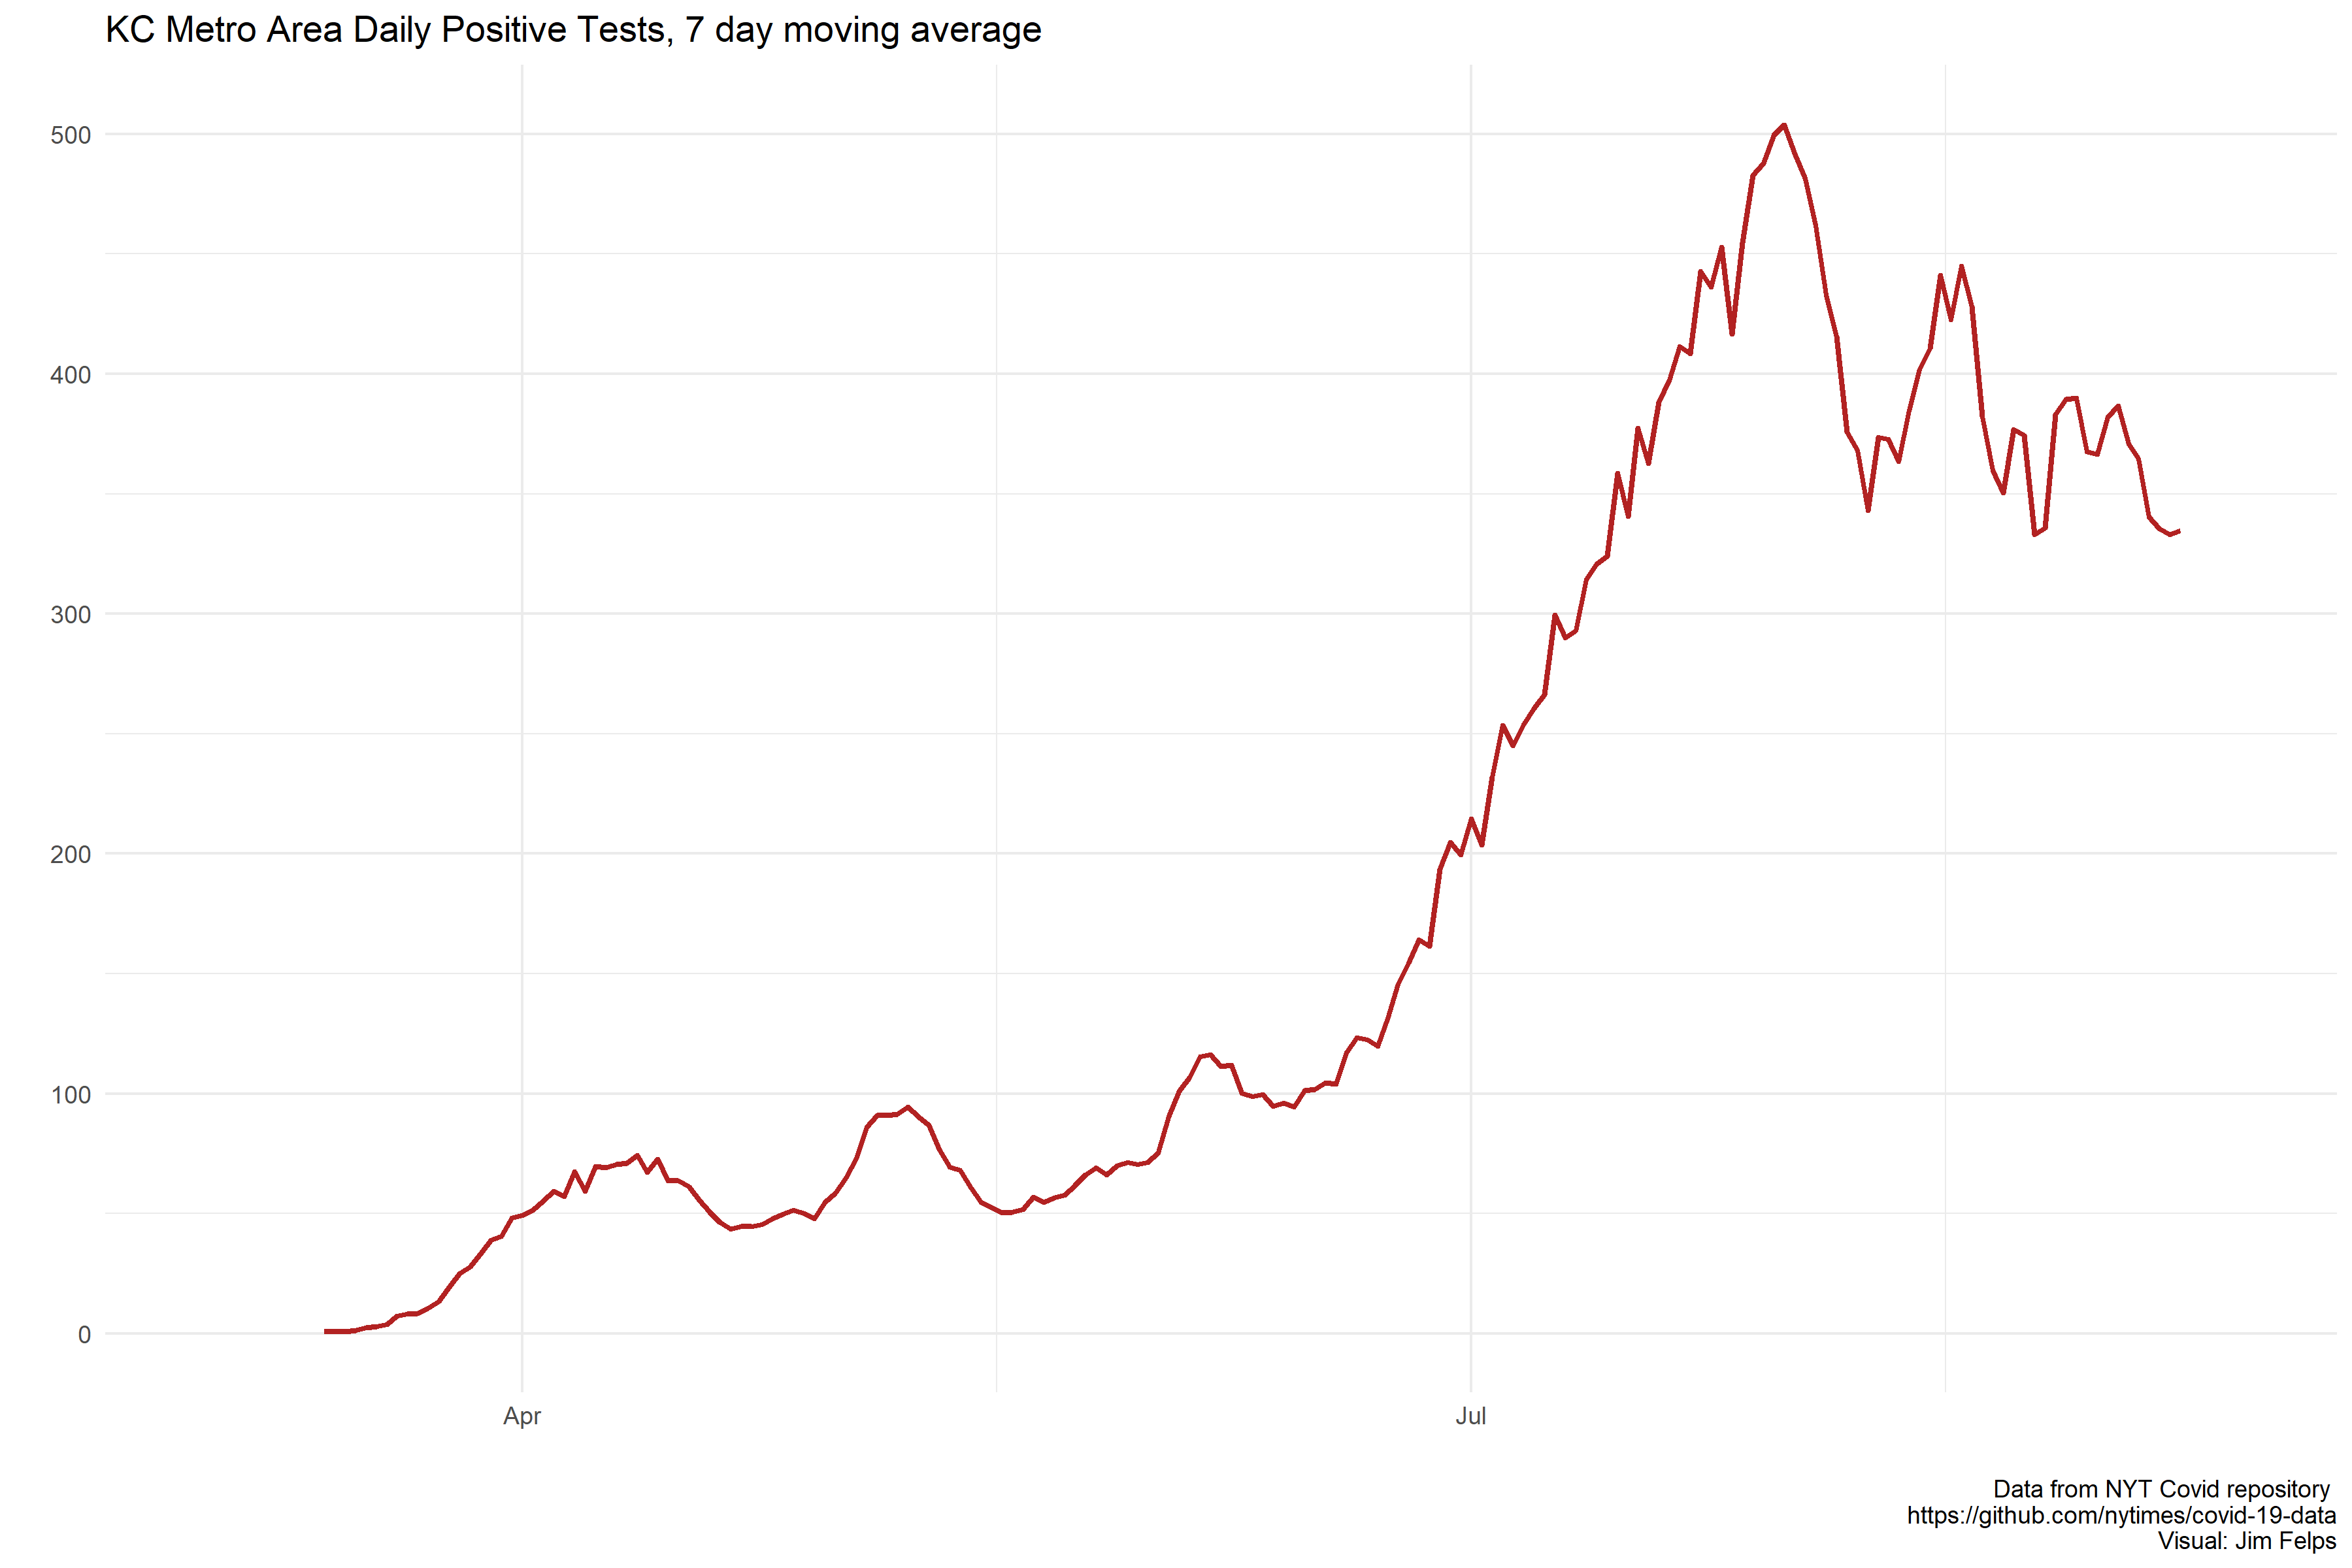 KC Metro Area Daily Positive Tests, 7 day moving average
500
400
300
200
100
0
Apr
Jul
Data from NYT Covid repository
https://github.com/nytimes/covid-19-data
Visual: Jim Felps